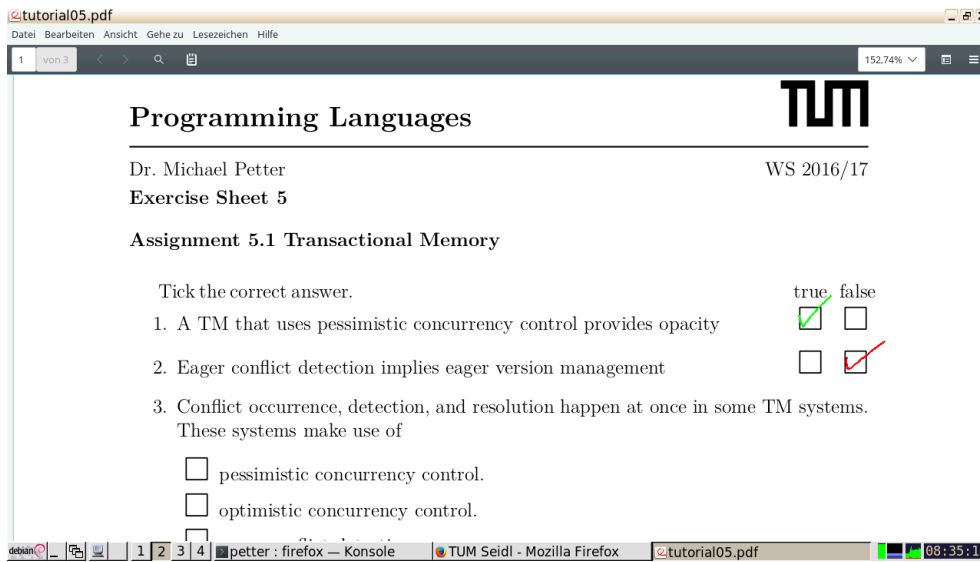 tutorial05.pdf
Datei Bearbeiten Ansicht Gehe zu Lesezeichen Hilfe
1 von 3 152,74%
TUM
Programming Languages
Dr. Michael Petter WS 2016/17
Exercise Sheet 5
Assignment 5.1 Transactional Memory
Tick the correct answer. true false
1. A TM that uses pessimistic concurrency control provides opacity
2. Eager conflict detection implies eager version management
3. Conflict occurrence, detection, and resolution happen at once in some TM systems.
These systems make use of
pessimistic concurrency control.
optimistic concurrency control.
debian 1 2 3 4 petter : firefox — Konsole TUM Seidl - Mozilla Firefox tutorial05.pdf 08:35:1